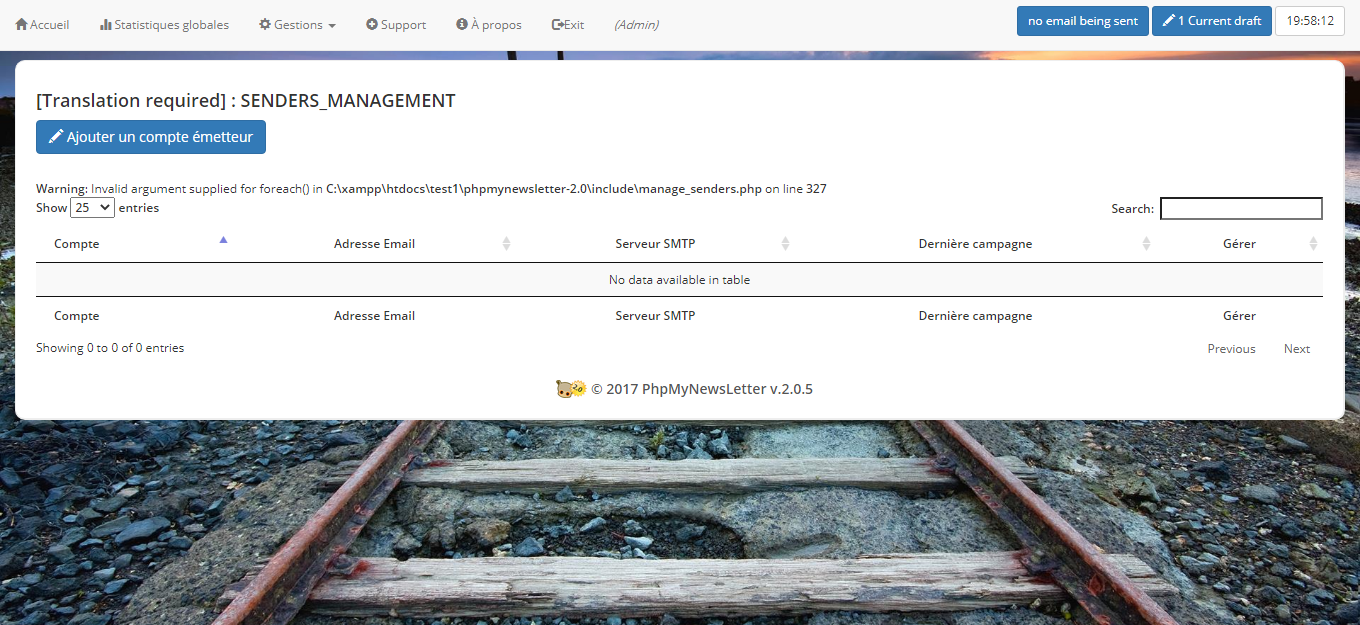 Accueil Statistiques globales Gestions Support À propos Exit (Admin) no email being sent 1 Current draft 19:58:12
[Translation required] : SENDERS_MANAGEMENT
Ajouter un compte émetteur
Warning: Invalid argument supplied for foreach() in C:\xampp\htdocs\test1\phpmynewsletter-2.0\include\manage_senders.php on line 327
Show 25 entries Search:
Compte Adresse Email Serveur SMTP Dernière campagne Gérer
No data available in table
Compte Adresse Email Serveur SMTP Dernière campagne Gérer
Showing 0 to 0 of 0 entries Previous Next
2.0 © 2017 PhpMyNewsLetter v.2.0.5